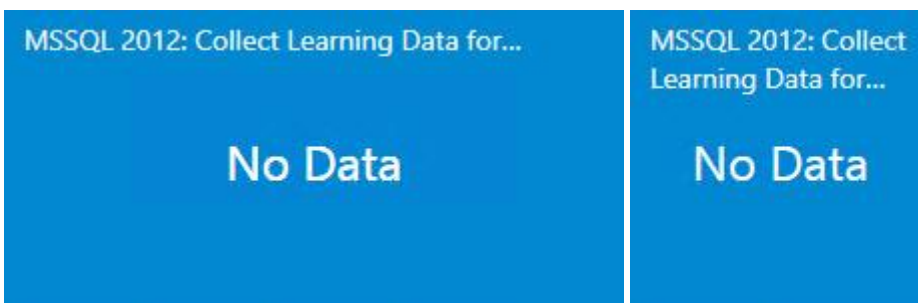 MSSQL 2012: Collect Learning Data for...
No Data
MSSQL 2012: Collect
Learning Data for...
No Data